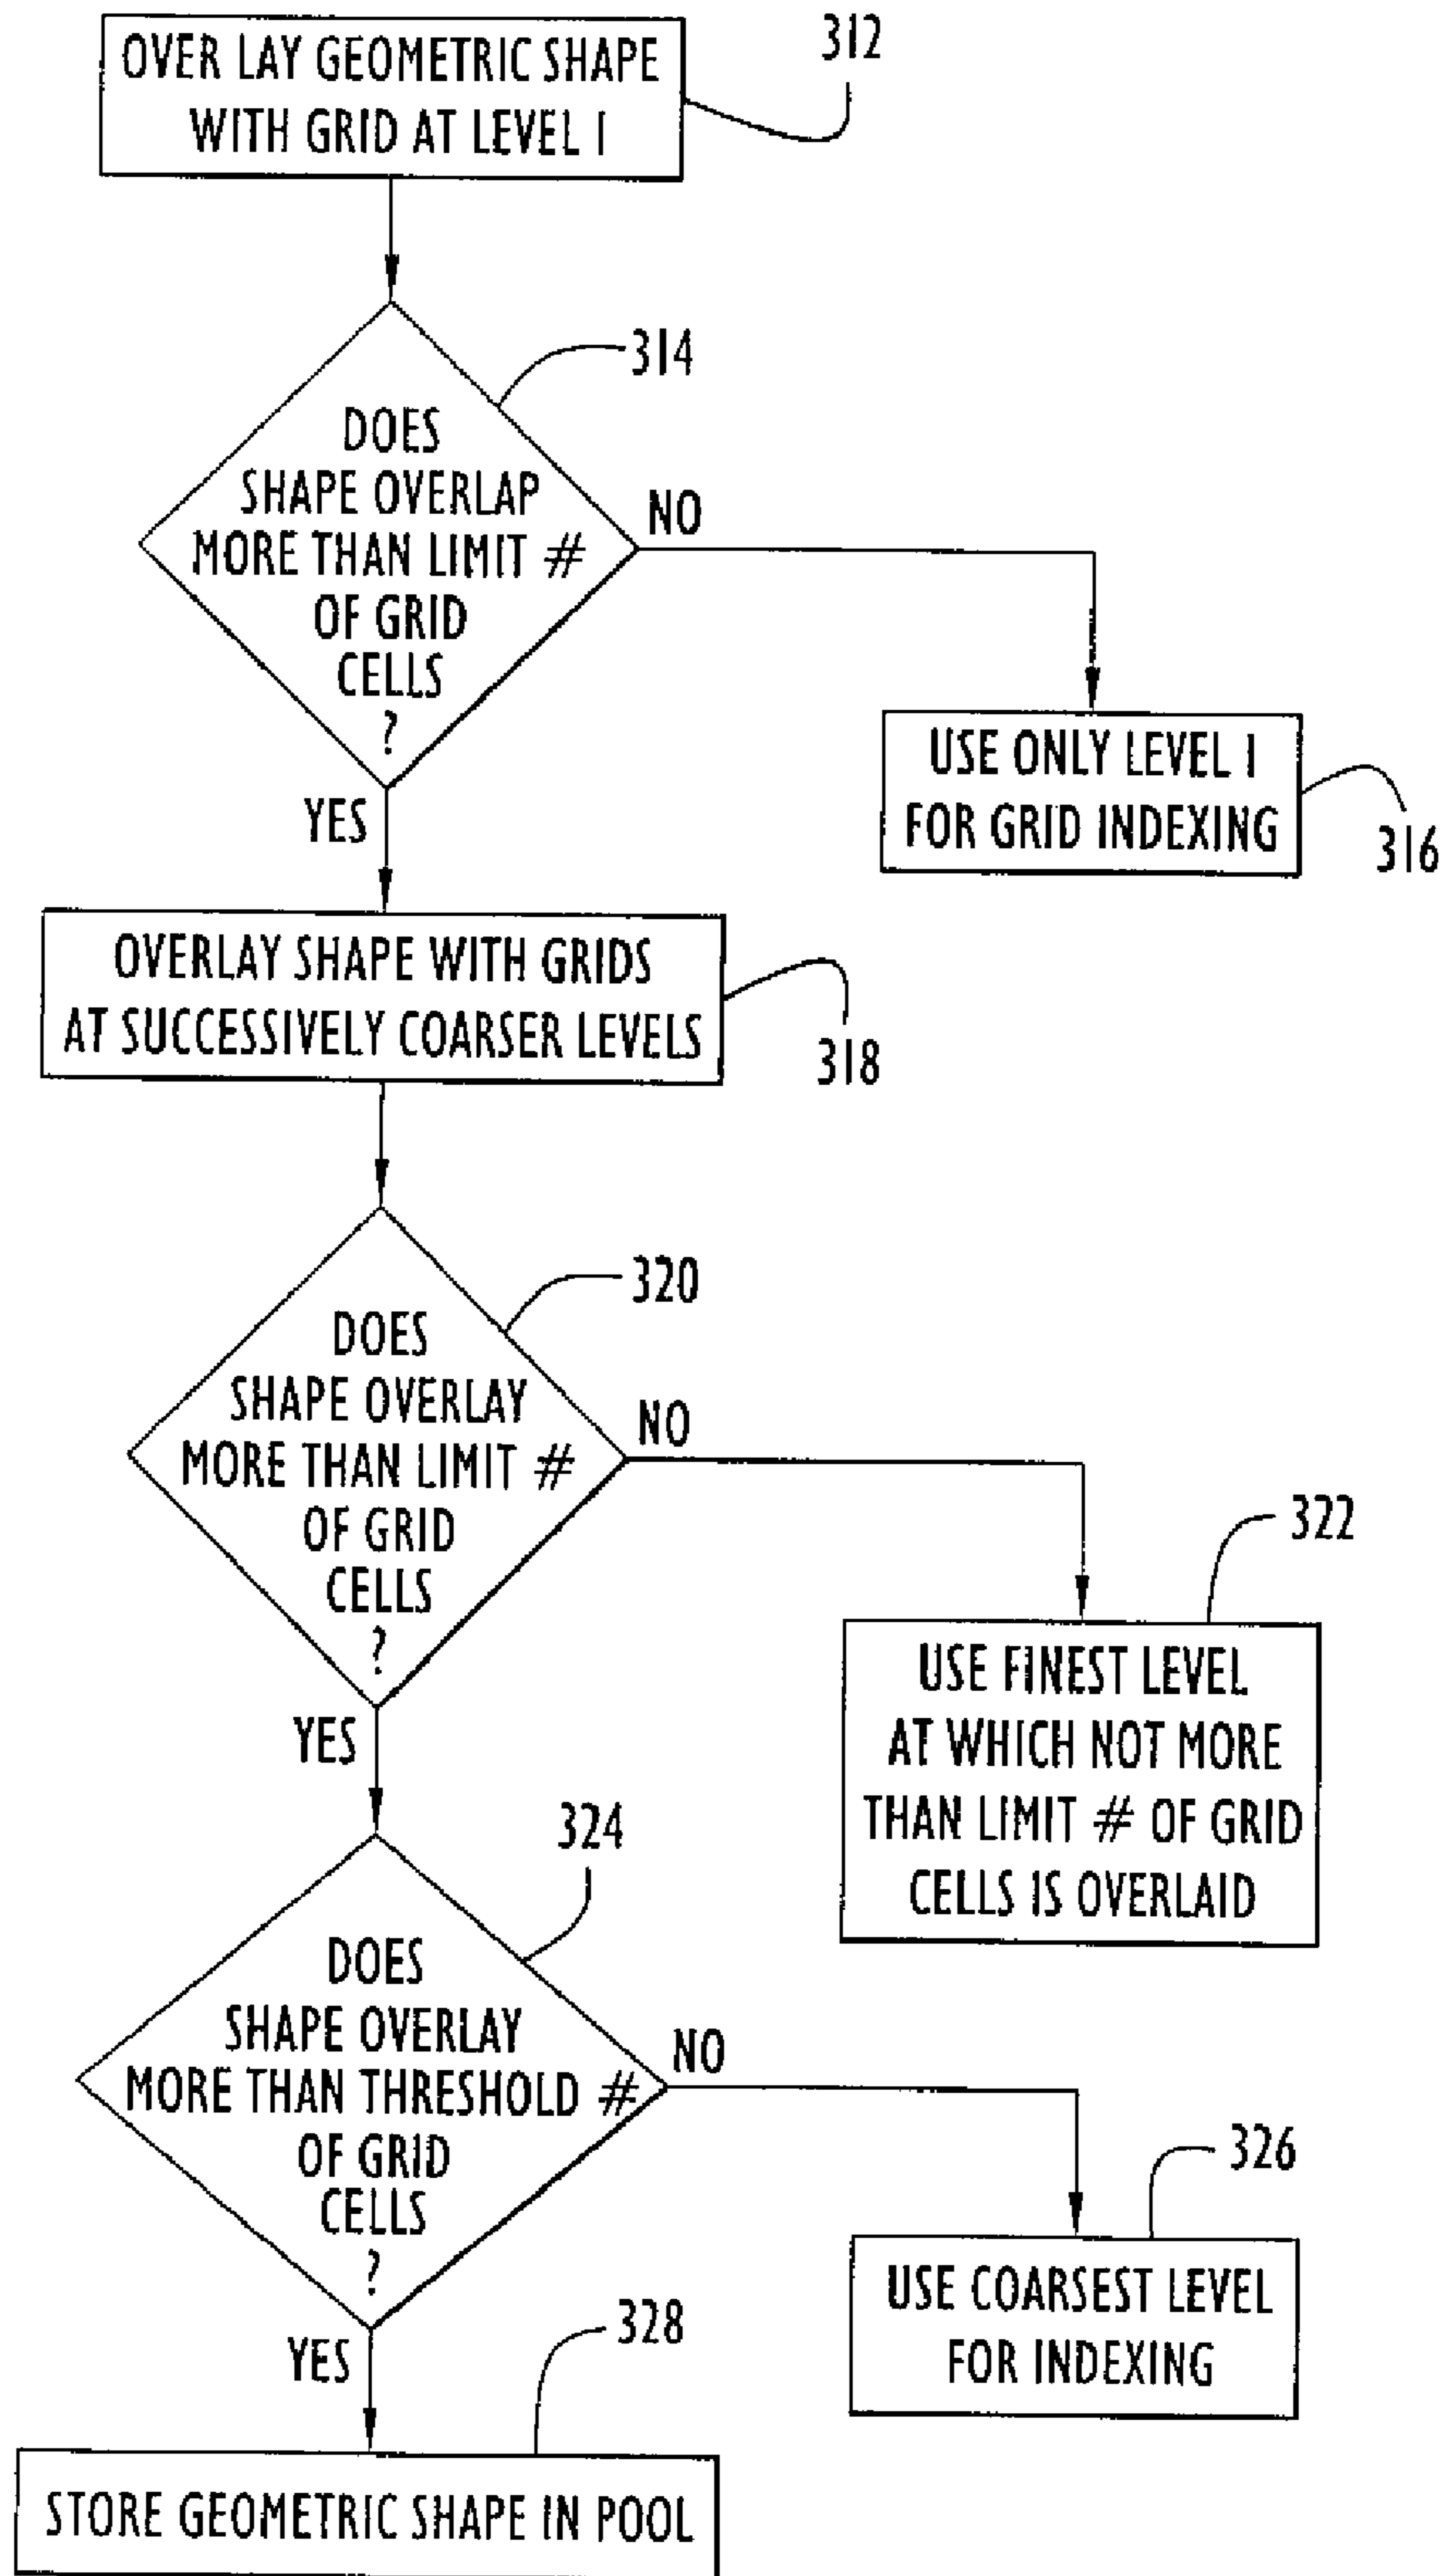 OVER LAY GEOMETRIC SHAPE
WITH GRID AT LEVEL 1
312
314
DOES
SHAPE OVERLAP
MORE THAN LIMIT #
OF GRID
CELLS
?
NO
YES
USE ONLY LEVEL 1
FOR GRID INDEXING
316
OVERLAY SHAPE WITH GRIDS
AT SUCCESSIVELY COARSER LEVELS
318
320
DOES
SHAPE OVERLAY
MORE THAN LIMIT #
OF GRID
CELLS
?
NO
YES
322
USE FINEST LEVEL
AT WHICH NOT MORE
THAN LIMIT # OF GRID
CELLS IS OVERLAID
324
DOES
SHAPE OVERLAY
MORE THAN THRESHOLD #
OF GRID
CELLS
?
NO
YES
326
USE COARSEST LEVEL
FOR INDEXING
328
STORE GEOMETRIC SHAPE IN POOL